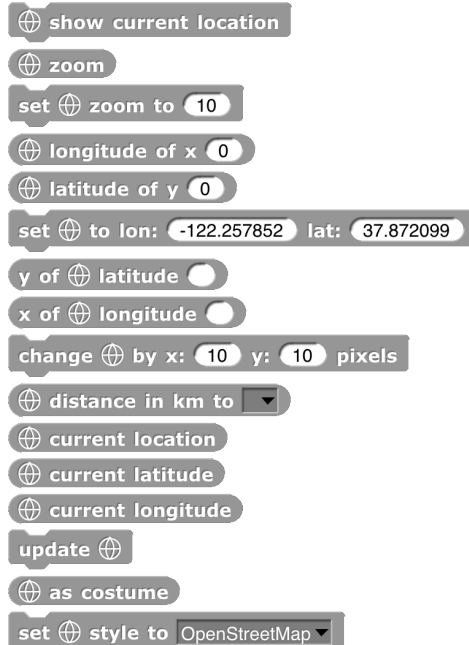 show current location
zoom
set zoom to 10
longitude of x 0
latitude of y 0
set to lon: -122.257852 lat: 37.872099
y of latitude
x of longitude
change by x: 10 y: 10 pixels
distance in km to
current location
current latitude
current longitude
update
as costume
set style to OpenStreetMap